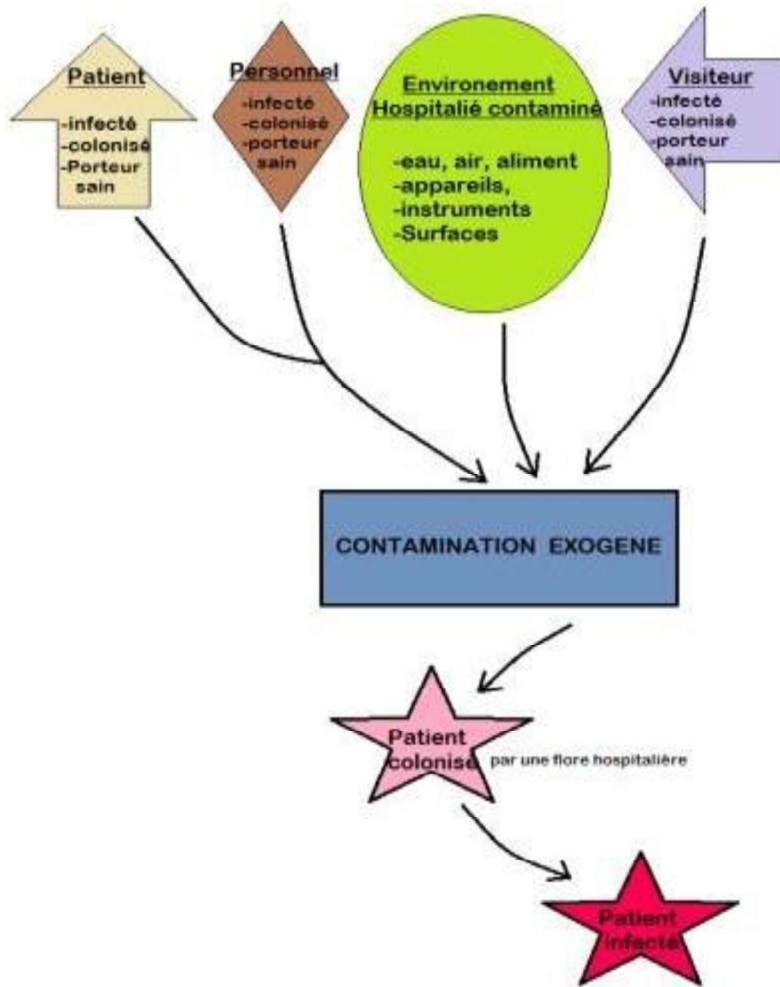 Patient
-infecté
-colonisé
-Porteur
sain
Personnel
-infecté
-colonisé
-porteur
sain
Environement
Hospitalié contaminé
-eau, air, aliment
-appareils,
-instruments
-Surfaces
Visiteur
-infecté
-colonisé
-porteur
sain
CONTAMINATION EXOGENE
Patient
colonisé
par une flore hospitalière
Patient
infecté